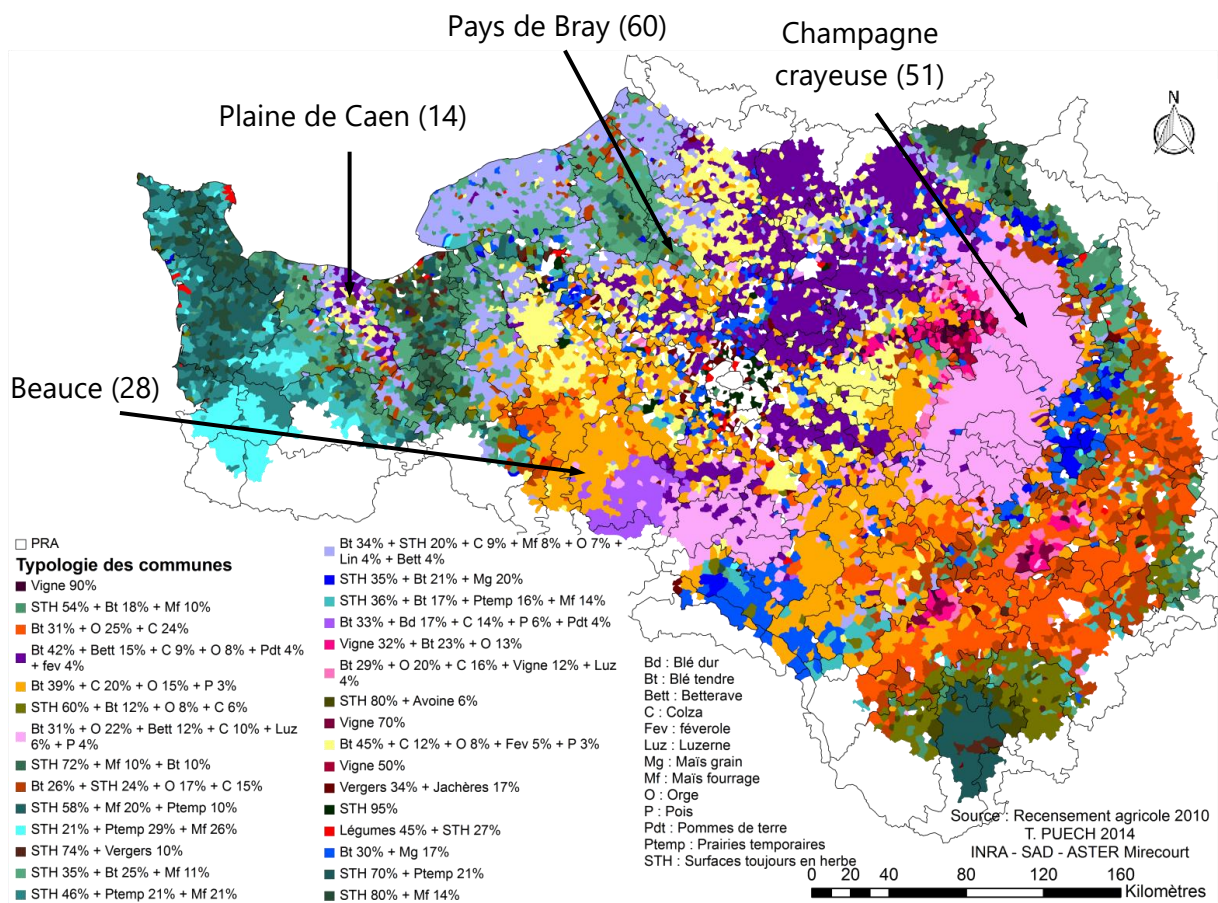 Pays de Bray (60)
Champagne
crayeuse (51)
Plaine de Caen (14)
N
Beauce (28)
PRA
Typologie des communes
Vigne 90%
STH 54% + Bt 18% + Mf 10%
Bt 31% + O 25% + C 24%
Bt 42% + Bett 15% + C 9% + O 8% + Pdt 4%
+ fev 4%
Bt 39% + C 20% + O 15% + P 3%
STH 60% + Bt 12% + O 8% + C 6%
Bt 31% + O 22% + Bett 12% + C 10% + Luz
6% + P 4%
STH 72% + Mf 10% + Bt 10%
Bt 26% + STH 24% + O 17% + C 15%
STH 58% + Mf 20% + Ptemp 10%
STH 21% + Ptemp 29% + Mf 26%
STH 74% + Vergers 10%
STH 35% + Bt 25% + Mf 11%
STH 46% + Ptemp 21% + Mf 21%
Bt 34% + STH 20% + C 9% + Mf 8% + O 7% +
Lin 4% + Bett 4%
STH 35% + Bt 21% + Mg 20%
STH 36% + Bt 17% + Ptemp 16% + Mf 14%
Bt 33% + Bd 17% + C 14% + P 6% + Pdt 4%
Vigne 32% + Bt 23% + O 13%
Bt 29% + O 20% + C 16% + Vigne 12% + Luz
4%
STH 80% + Avoine 6%
Vigne 70%
Bt 45% + C 12% + O 8% + Fev 5% + P 3%
Vigne 50%
Vergers 34% + Jachères 17%
STH 95%
Légumes 45% + STH 27%
Bt 30% + Mg 17%
STH 70% + Ptemp 21%
STH 80% + Mf 14%
Bd : Blé dur
Bt : Blé tendre
Bett : Betterave
C : Colza
Fev : féverole
Luz : Luzerne
Mg : Maïs grain
Mf : Maïs fourrage
O : Orge
P : Pois
Pdt : Pommes de terre
Ptemp : Prairies temporaires
STH : Surfaces toujours en herbe
Source : Recensement agricole 2010
T. PUECH 2014
INRA - SAD - ASTER Mirecourt
0 20 40 80 120 160
Kilomètres